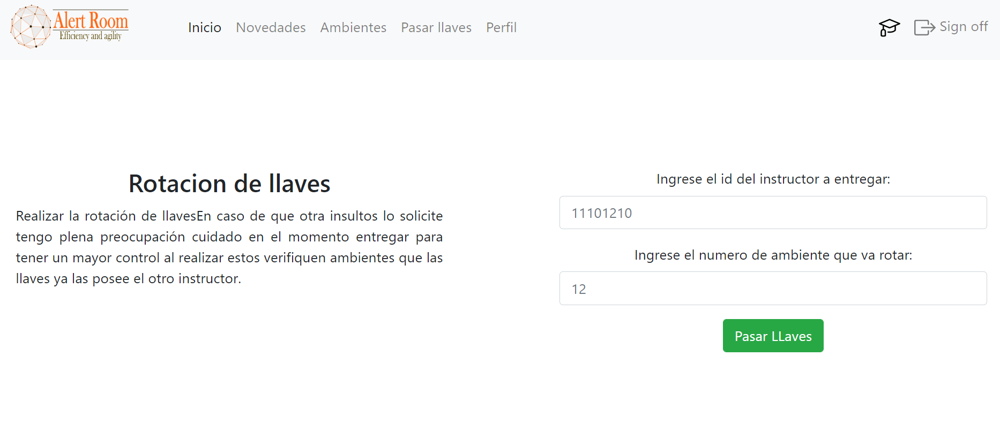 Alert Room
Efficiency and agility
Inicio Novedades Ambientes Pasar llaves Perfil
Sign off
Rotacion de llaves
Realizar la rotación de llavesEn caso de que otra insultos lo solicite
tengo plena preocupación cuidado en el momento entregar para
tener un mayor control al realizar estos verifiquen ambientes que las
llaves ya las posee el otro instructor.
Ingrese el id del instructor a entregar:
11101210
Ingrese el numero de ambiente que va rotar:
12
Pasar LLaves